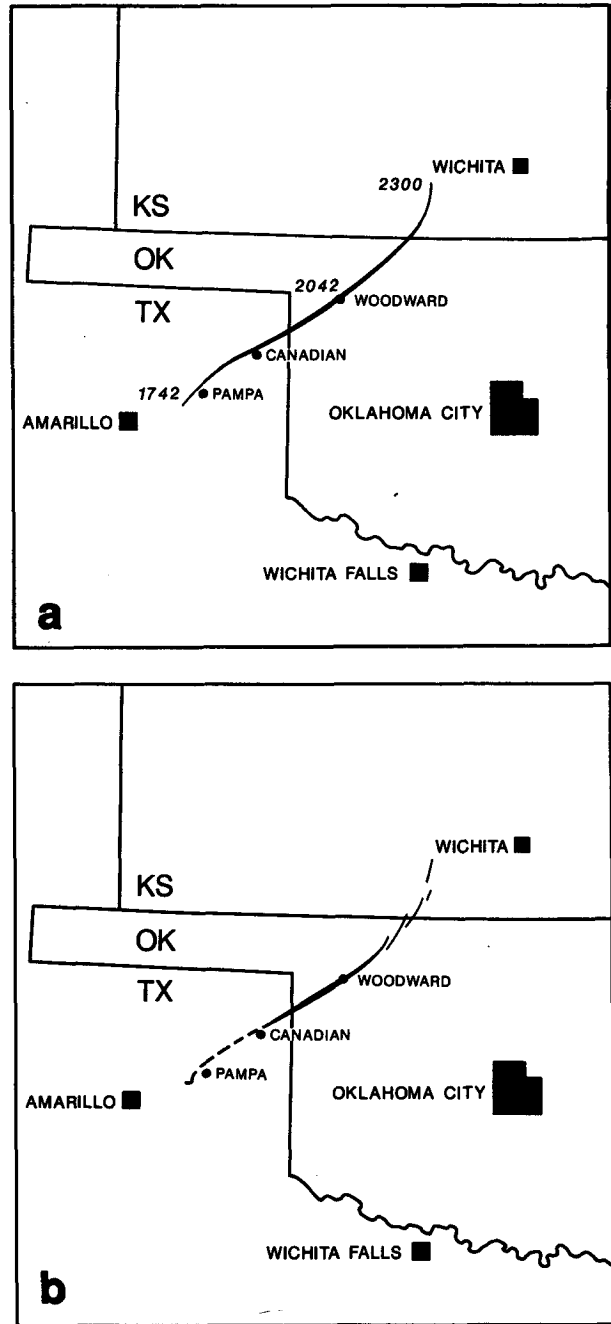 WICHITA
2300
KS
OK
2042
WOODWARD
TX
CANADIAN
1742
PAMPA
AMARILLO
OKLAHOMA CITY
WICHITA FALLS
a
WICHITA
KS
OK
WOODWARD
TX
CANADIAN
PAMPA
AMARILLO
OKLAHOMA CITY
WICHITA FALLS
b